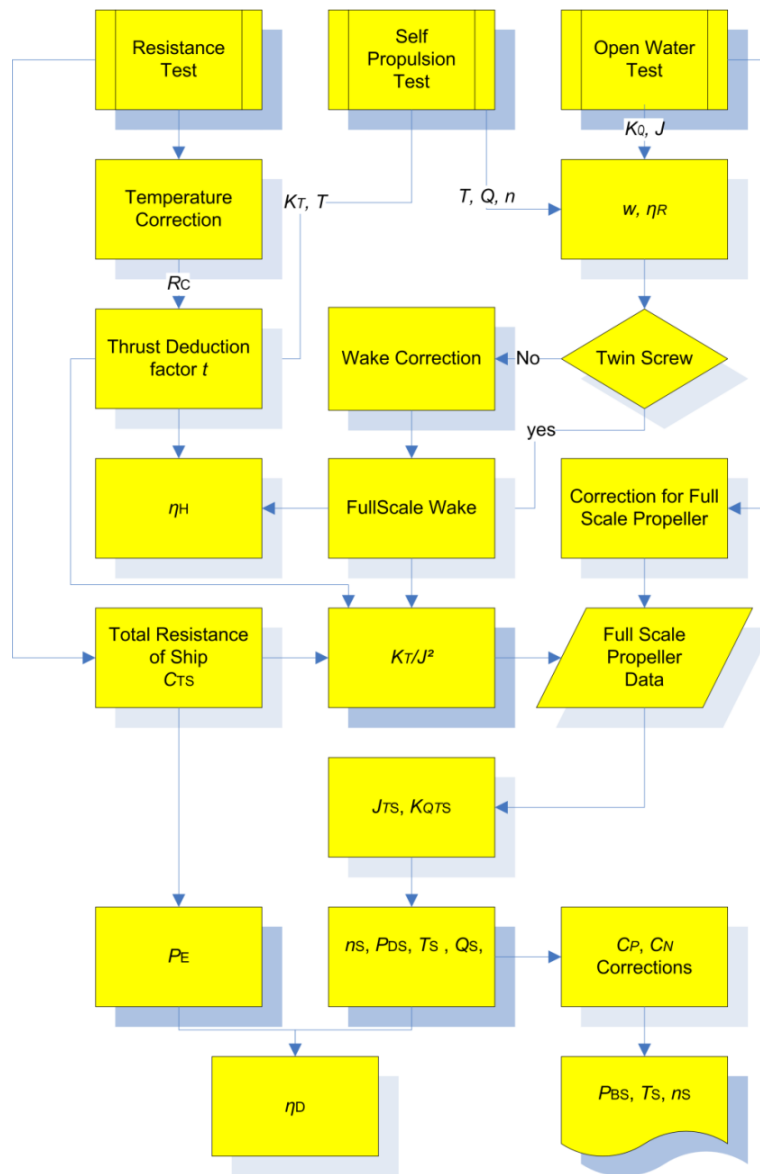 Resistance
Test
Self
Propulsion
Test
Open Water
Test
KQ, J
Temperature
Correction
KT, T
T, Q, n
w, ηR
RC
Thrust Deduction
factor t
Wake Correction
No
Twin Screw
yes
ηH
FullScale Wake
Correction for Full
Scale Propeller
Total Resistance
of Ship
CTS
KT/J²
Full Scale
Propeller
Data
JTS, KQTS
PE
nS, PDS, TS , QS,
CP, CN
Corrections
ηD
PBS, TS, nS